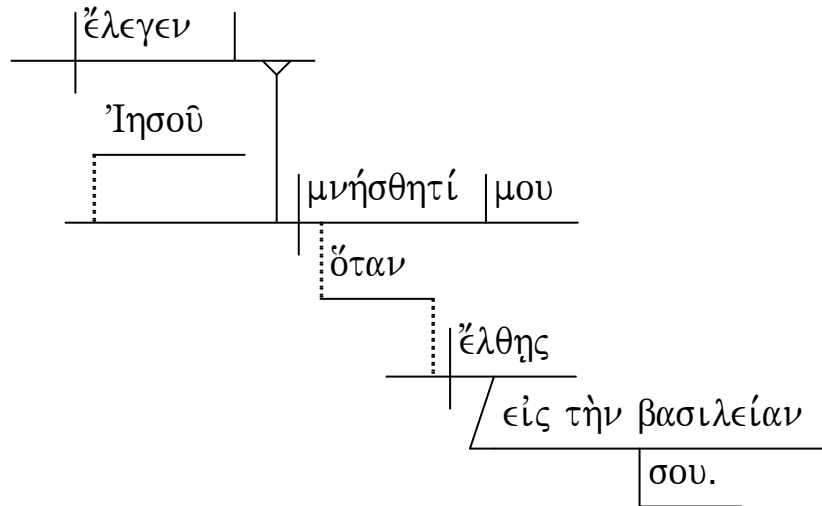 ἔλεγεν
Ἰησοῦ
μνήσθητί μου
ὅταν
ἔλθῃς
εἰς τὴν βασιλείαν
σου.